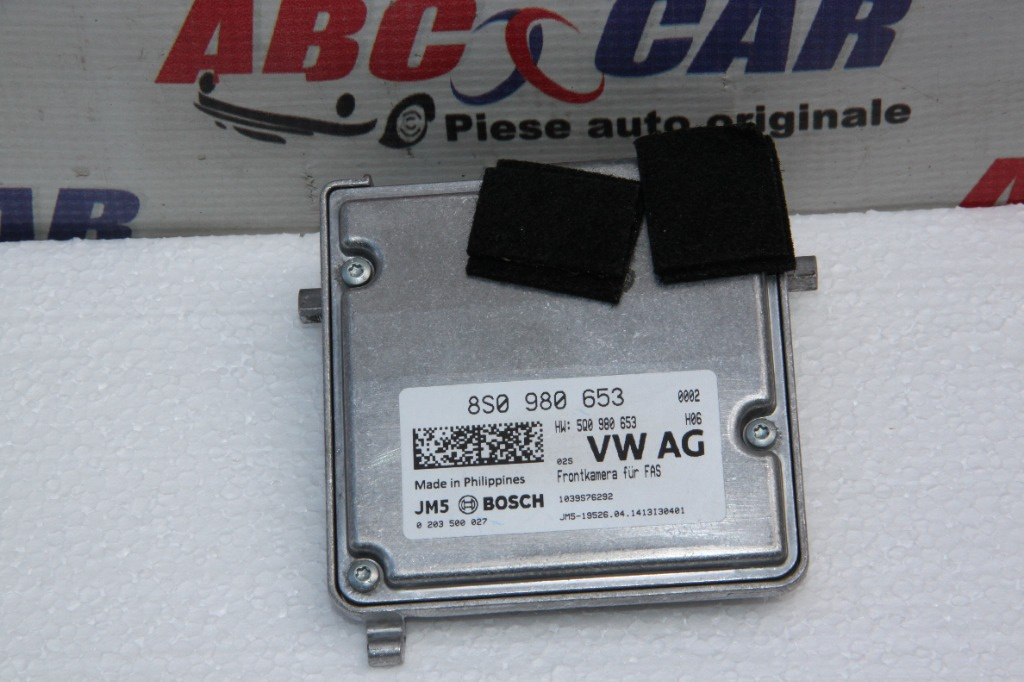 ABC CAR
Piese auto originale
AR
8S0 980 653 0002
HW: 5Q0 980 653 H06
025 VW AG
Made in Philippines
Frontkamera für FAS
JM5 BOSCH
1039S76292
0 203 500 027
JM5-19526.04.1413I30401